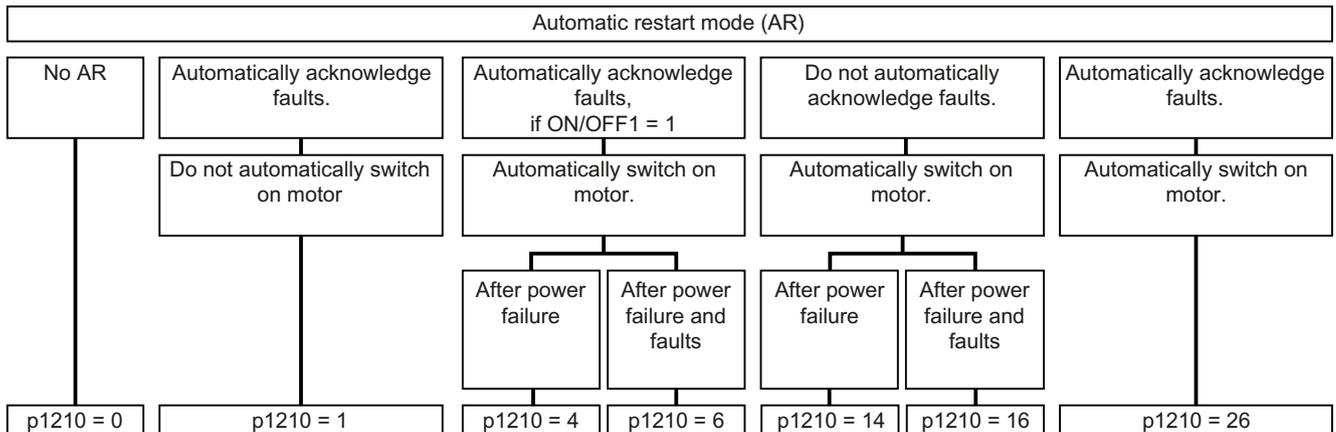 Automatic restart mode (AR)
No AR
Automatically acknowledge
faults.
Automatically acknowledge
faults,
if ON/OFF1 = 1
Do not automatically
acknowledge faults.
Automatically acknowledge
faults.
Do not automatically switch
on motor
Automatically switch on
motor.
Automatically switch on
motor.
Automatically switch on
motor.
After power
failure
After power
failure and
faults
After power
failure
After power
failure and
faults
p1210 = 0
p1210 = 1
p1210 = 4
p1210 = 6
p1210 = 14
p1210 = 16
p1210 = 26